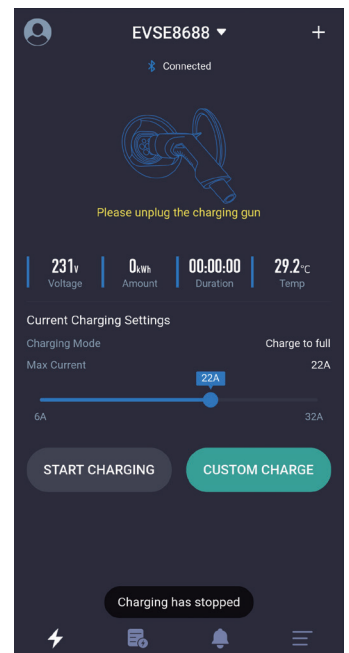 EVSE8688 ▼ +
Connected
Please unplug the charging gun
231v 0kWh 00:00:00 29.2°C
Voltage Amount Duration Temp
Current Charging Settings
Charging Mode Charge to full
Max Current 22A
22A
6A 32A
START CHARGING CUSTOM CHARGE
Charging has stopped